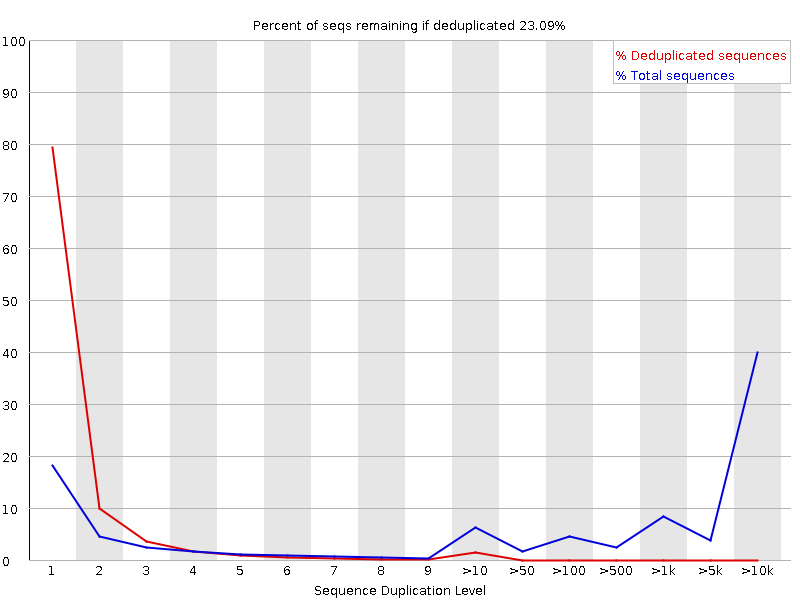 Percent of seqs remaining if deduplicated 23.09%
% Deduplicated sequences
% Total sequences
100
90
80
70
60
50
40
30
20
10
0
1 2 3 4 5 6 7 8 9 >10 >50 >100 >500 >1k >5k >10k
Sequence Duplication Level